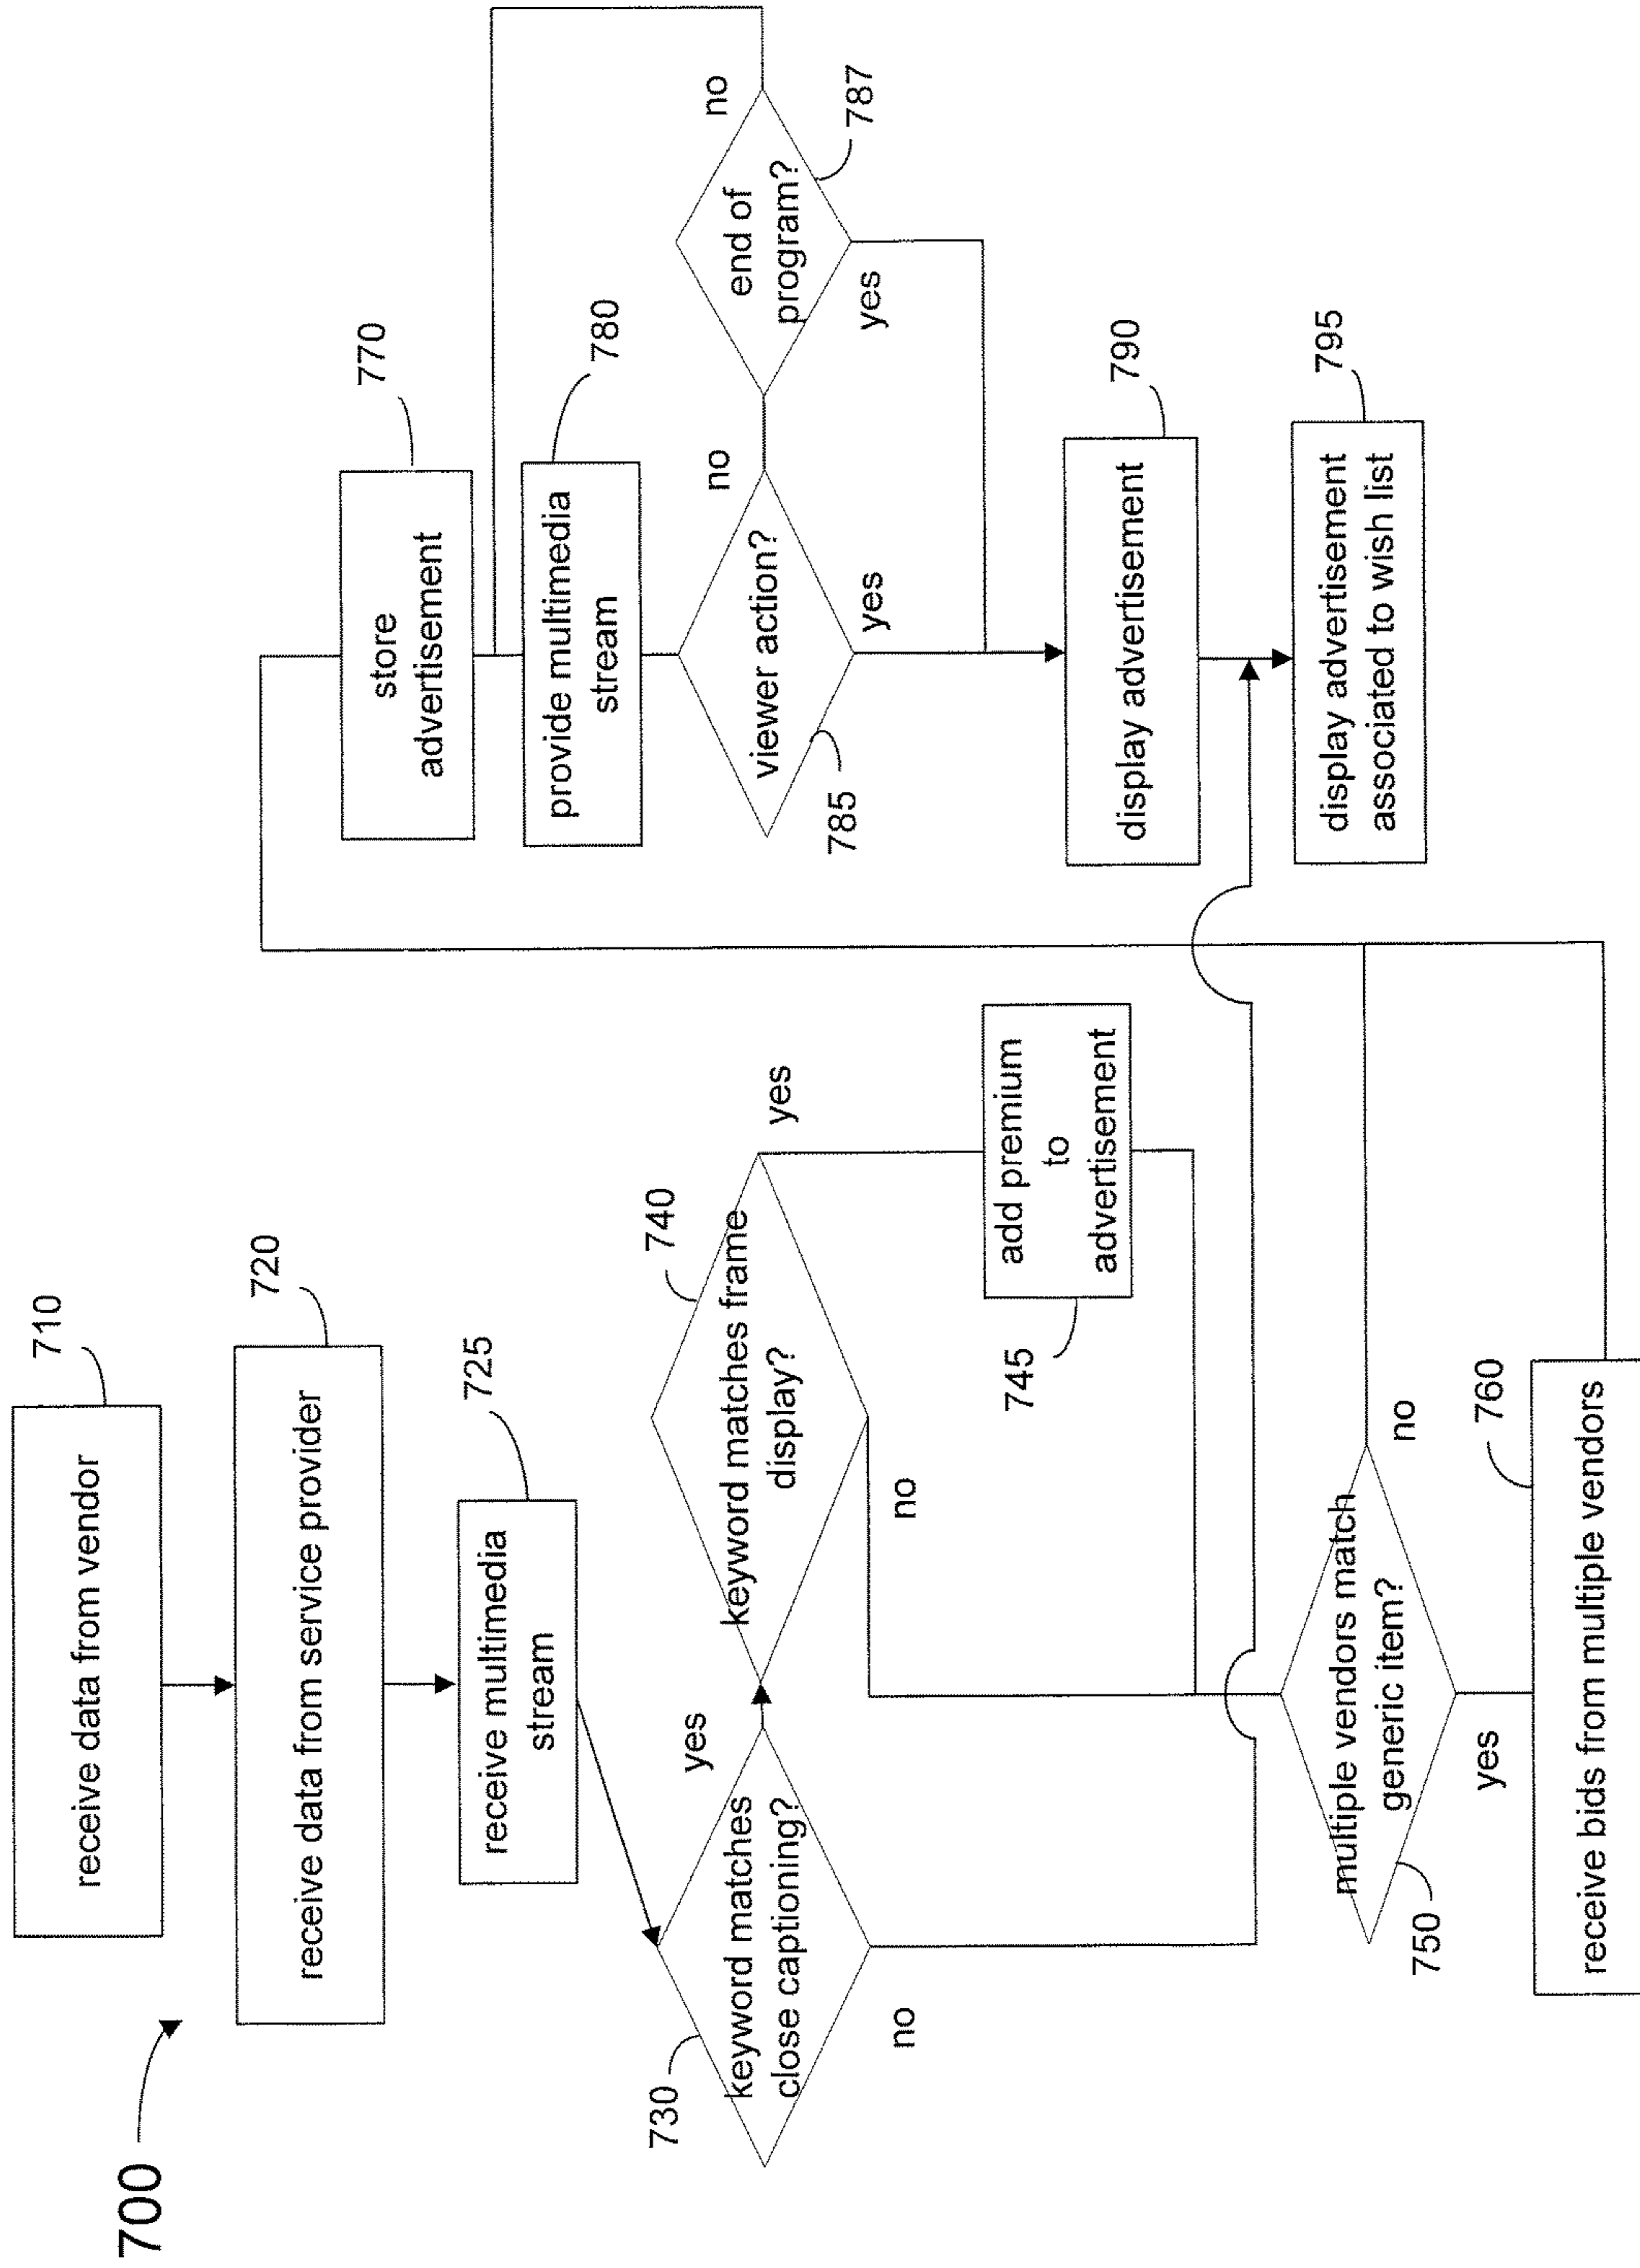 700
710
receive data from vendor
720
receive data from service provider
725
receive multimedia
stream
730
keyword matches
close captioning?
yes
no
740
keyword matches frame
display?
yes
no
745
add premium
to
advertisement
750
multiple vendors match
generic item?
no
yes
760
receive bids from multiple vendors
770
store
advertisement
780
provide multimedia
stream
785
viewer action?
no
yes
787
end of
program?
no
yes
790
display advertisement
795
display advertisement
associated to wish list